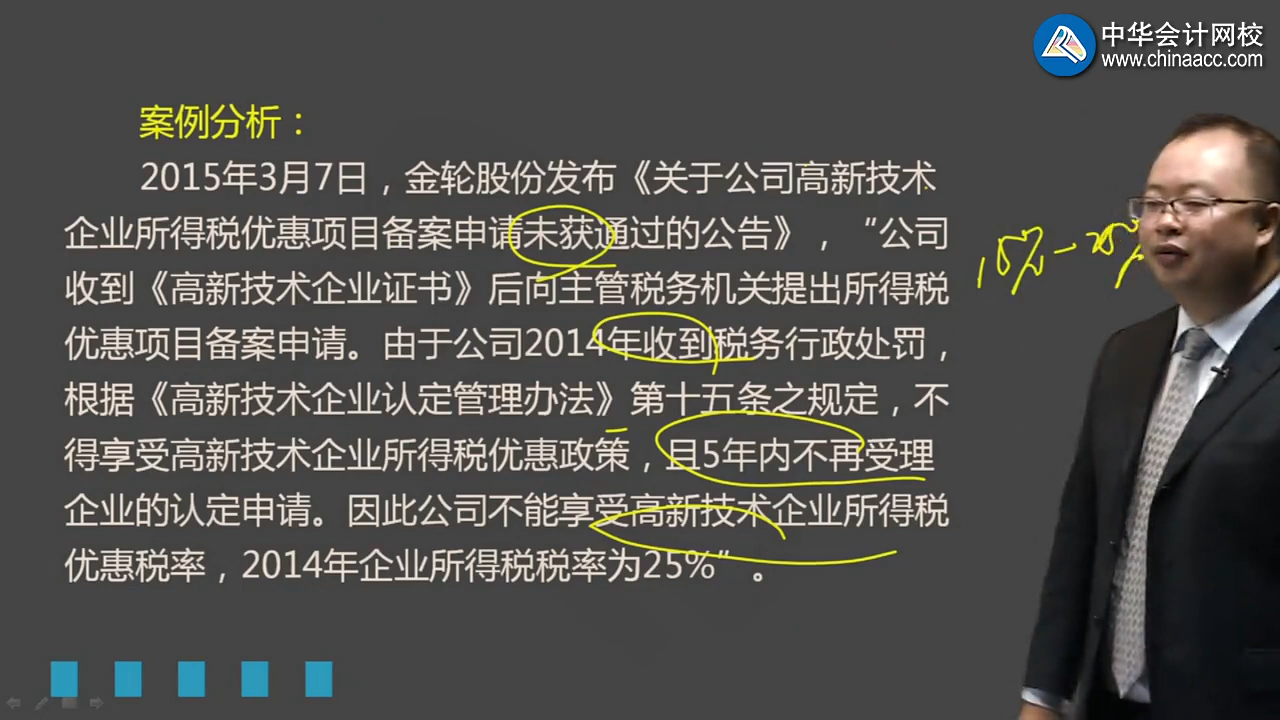 中华会计网校
www.chinaacc.com
案例分析：
2015年3月7日，金轮股份发布《关于公司高新技术
企业所得税优惠项目备案申请未获通过的公告》，“公司
收到《高新技术企业证书》后向主管税务机关提出所得税
优惠项目备案申请。由于公司2014年收到税务行政处罚，
根据《高新技术企业认定管理办法》第十五条之规定，不
得享受高新技术企业所得税优惠政策，且5年内不再受理
企业的认定申请。因此公司不能享受高新技术企业所得税
优惠税率，2014年企业所得税税率为25%”。
15%-25%